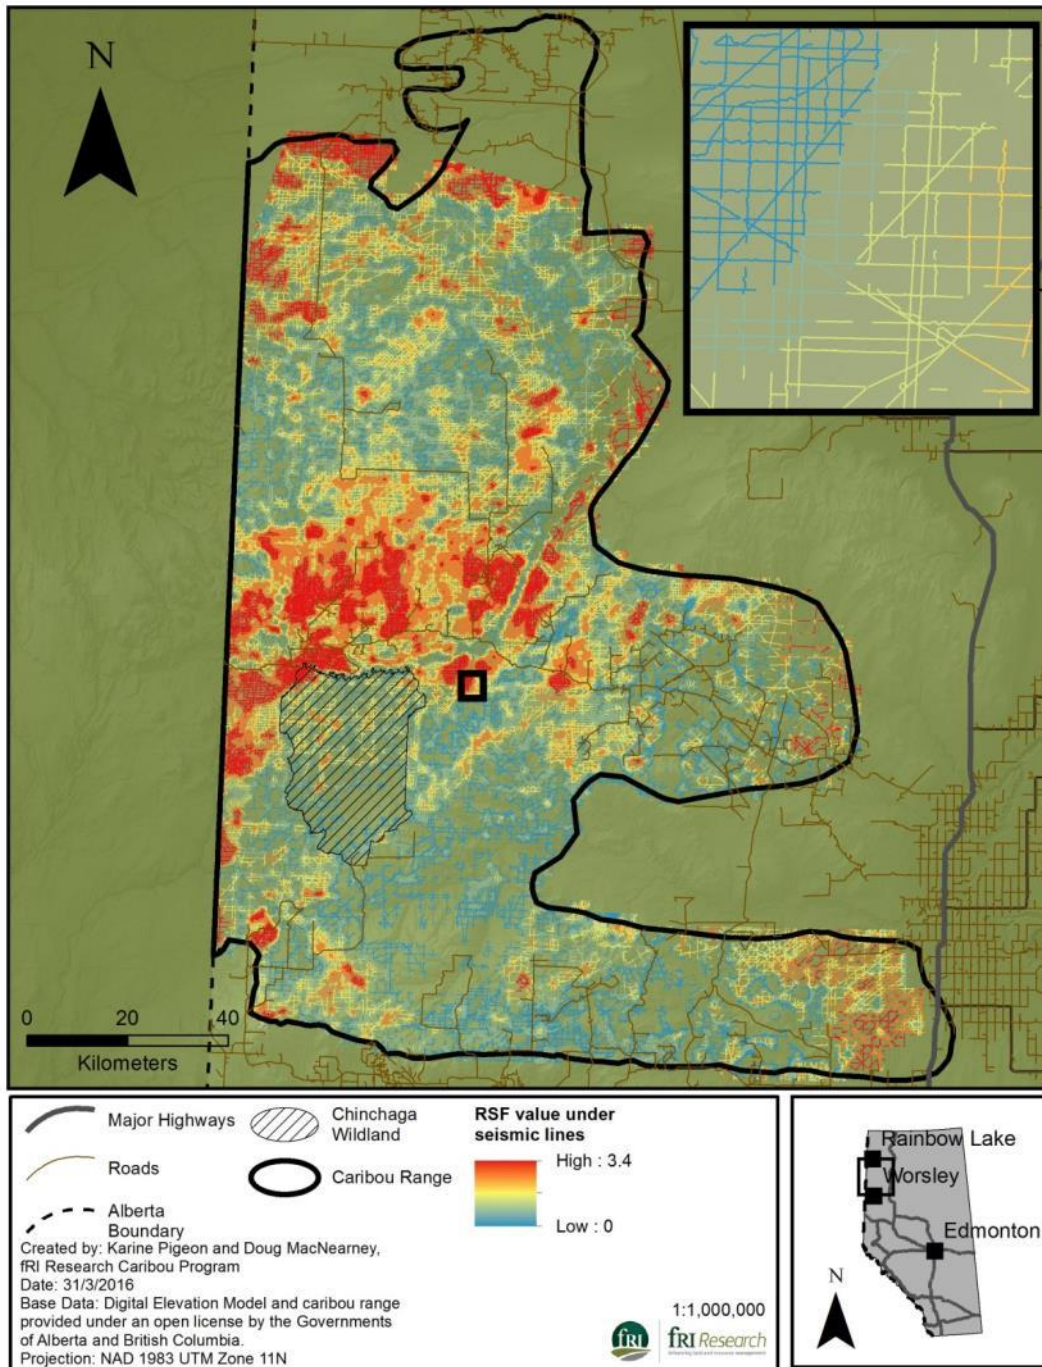 N
0 20 40
Kilometers
Major Highways
Roads
Alberta
Boundary
Chinchaga
Wildland
Caribou Range
RSF value under
seismic lines
High : 3.4
Low : 0
Created by: Karine Pigeon and Doug MacNearney,
fRI Research Caribou Program
Date: 31/3/2016
Base Data: Digital Elevation Model and caribou range
provided under an open license by the Governments
of Alberta and British Columbia.
Projection: NAD 1983 UTM Zone 11N
1:1,000,000
fRI
fRI Research
Rainbow Lake
Worsley
Edmonton
N